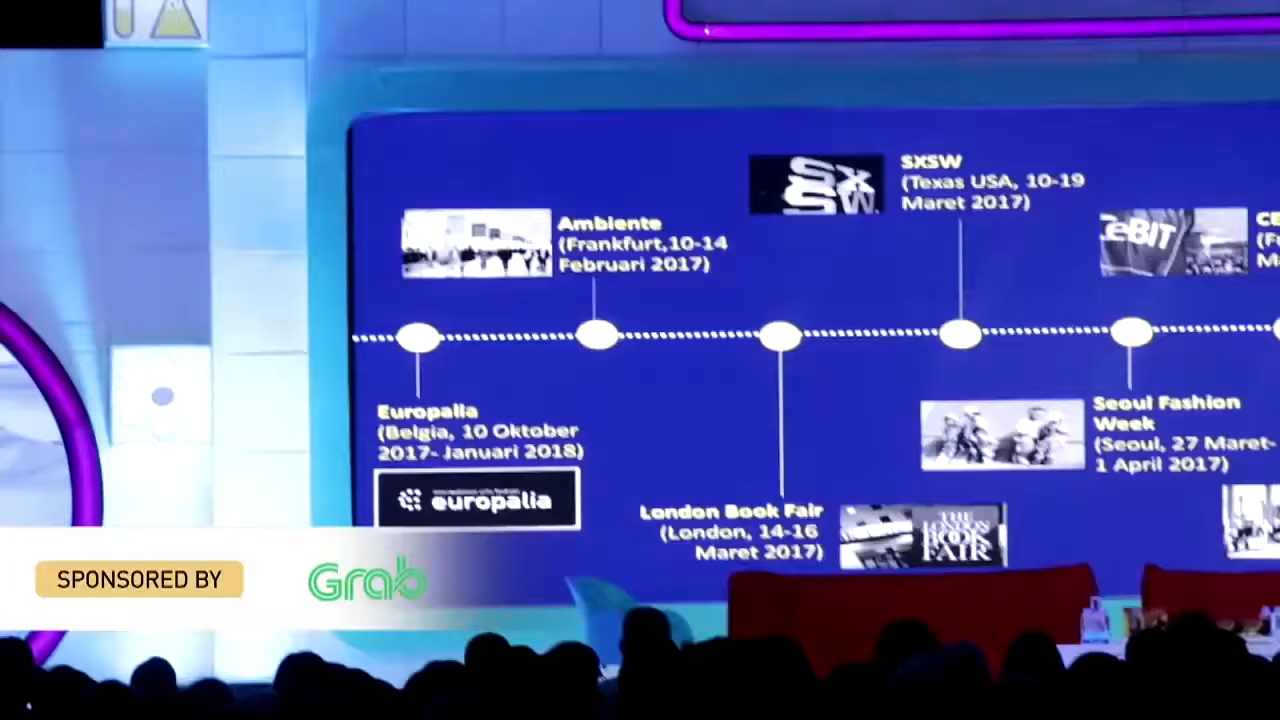 SXSW
SXSW
(Texas USA, 10-19
Maret 2017)
Ambiente
(Frankfurt,10-14
Februari 2017)
eBIT
Europalia
(Belgia, 10 Oktober
2017- Januari 2018)
europalia
Seoul Fashion
Week
(Seoul, 27 Maret-
1 April 2017)
London Book Fair
(London, 14-16
Maret 2017)
THE
LONDON
BOOK
FAIR
SPONSORED BY
Grab